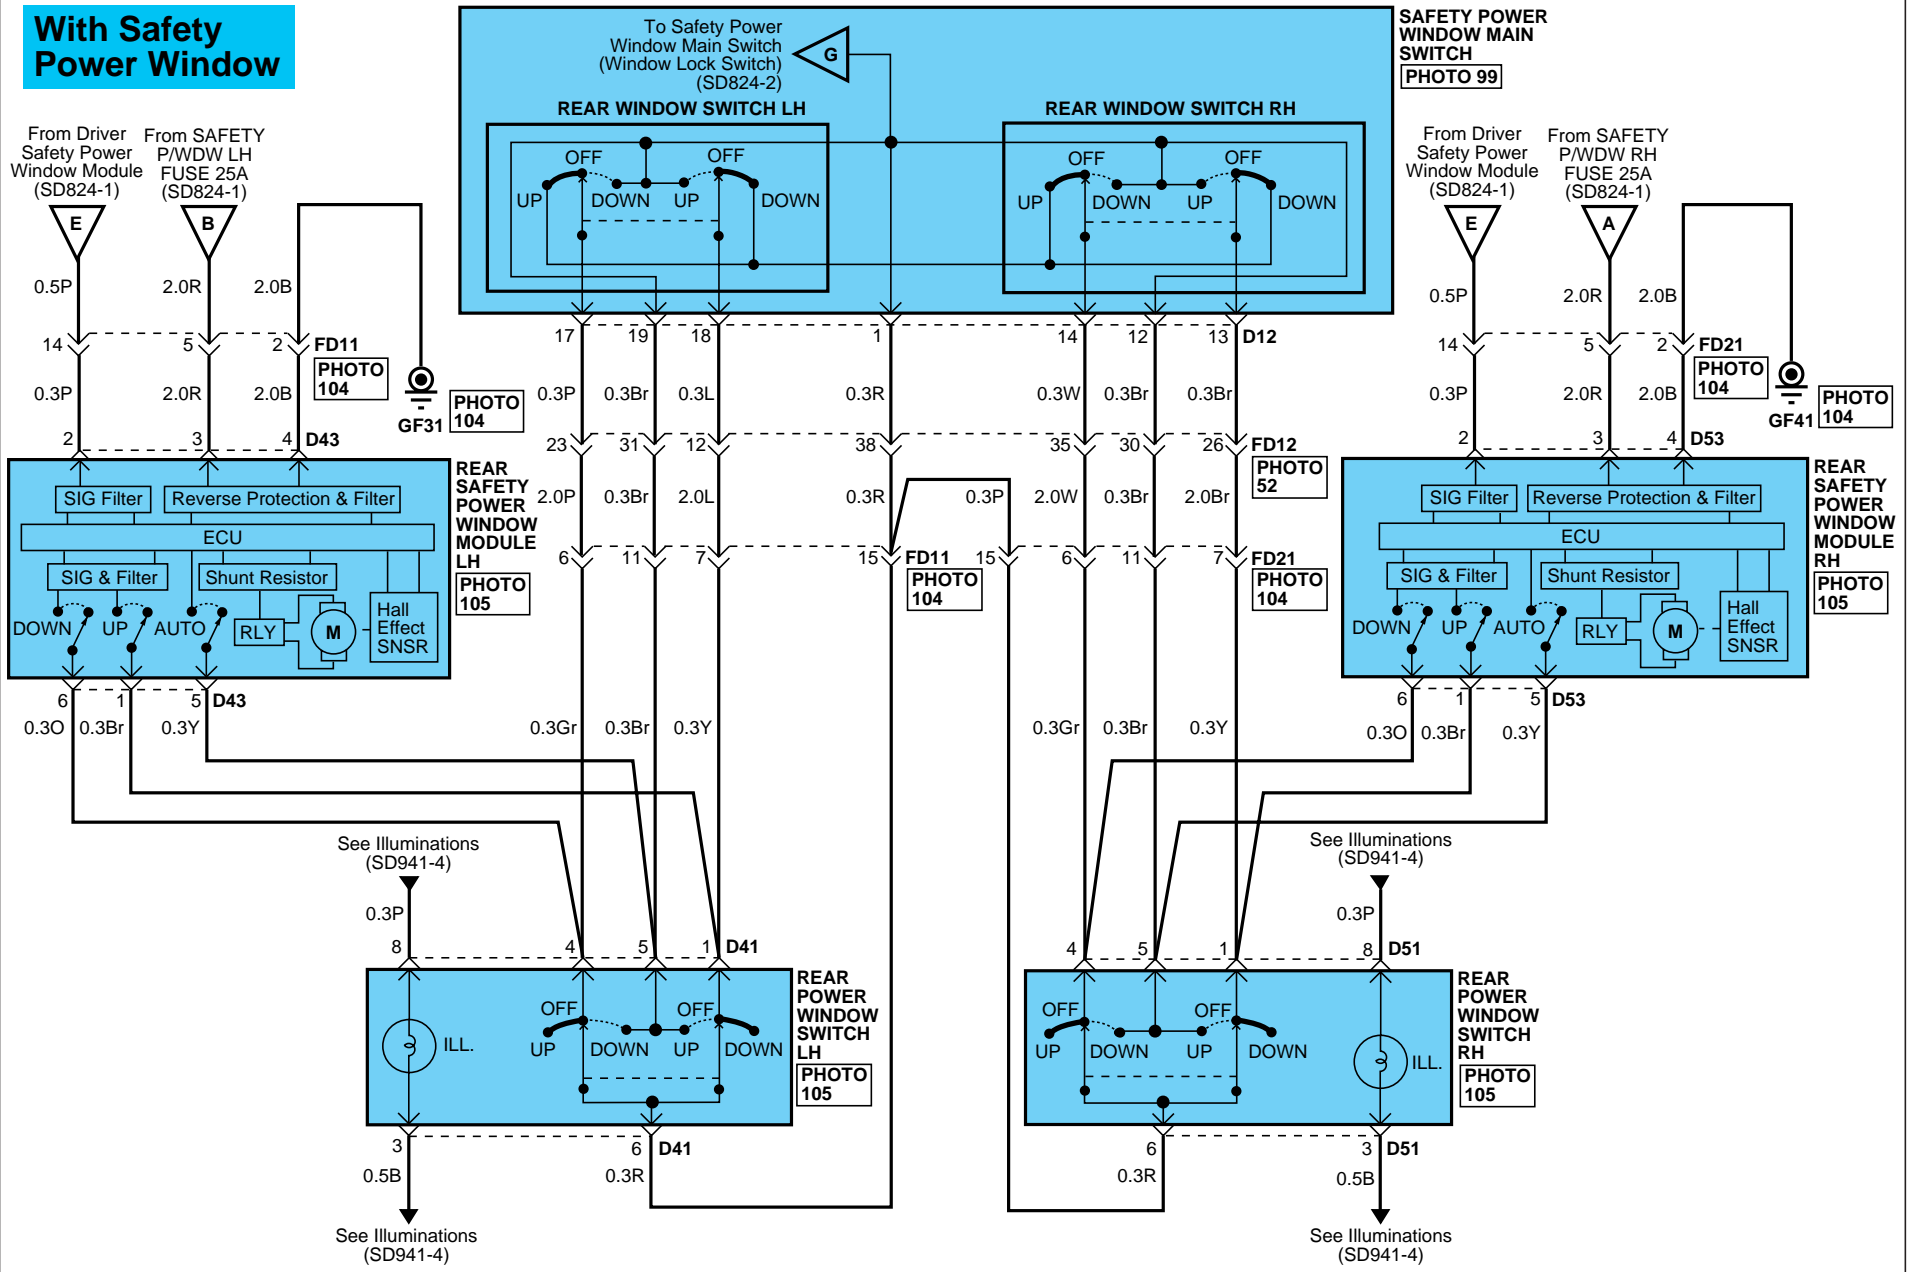 With Safety
Power Window
To Safety Power
Window Main Switch
(Window Lock Switch)
(SD824-2)
G
SAFETY POWER
WINDOW MAIN
SWITCH
PHOTO 99
REAR WINDOW SWITCH LH
REAR WINDOW SWITCH RH
OFF OFF OFF OFF
UP DOWN UP DOWN UP DOWN UP DOWN
From Driver
Safety Power
Window Module
(SD824-1)
From SAFETY
P/WDW LH
FUSE 25A
(SD824-1)
E B
From Driver
Safety Power
Window Module
(SD824-1)
From SAFETY
P/WDW RH
FUSE 25A
(SD824-1)
E A
0.5P 2.0R 2.0B
0.5P 2.0R 2.0B
14 5 2 FD11
PHOTO
104
17 19 18 1 14 12 13 D12
14 5 2 FD21
PHOTO
104
0.3P 2.0R 2.0B
GF31
PHOTO
104
0.3P 0.3Br 0.3L 0.3R 0.3W 0.3Br 0.3Br
0.3P 2.0R 2.0B
GF41
PHOTO
104
2 3 4 D43
23 31 12 38 35 30 26 FD12
PHOTO
52
2 3 4 D53
SIG Filter
Reverse Protection & Filter
ECU
SIG & Filter
Shunt Resistor
DOWN UP AUTO
RLY
M
Hall
Effect
SNSR
REAR
SAFETY
POWER
WINDOW
MODULE
LH
PHOTO
105
2.0P 0.3Br 2.0L 0.3R 0.3P 2.0W 0.3Br 2.0Br
6 11 7 15 FD11
PHOTO
104
15 6 11 7 FD21
PHOTO
104
SIG Filter
Reverse Protection & Filter
ECU
SIG & Filter
Shunt Resistor
DOWN UP AUTO
RLY
M
Hall
Effect
SNSR
REAR
SAFETY
POWER
WINDOW
MODULE
RH
PHOTO
105
6 1 5 D43
6 1 5 D53
0.3O 0.3Br 0.3Y 0.3Gr 0.3Br 0.3Y 0.3Gr 0.3Br 0.3Y 0.3O 0.3Br 0.3Y
See Illuminations
(SD941-4)
See Illuminations
(SD941-4)
0.3P
0.3P
8 4 5 1 D41
4 5 1 8 D51
OFF OFF
ILL.
UP DOWN UP DOWN
REAR
POWER
WINDOW
SWITCH
LH
PHOTO
105
OFF OFF
UP DOWN UP DOWN
ILL.
REAR
POWER
WINDOW
SWITCH
RH
PHOTO
105
3 6 D41
6 3 D51
0.5B 0.3R
0.3R 0.5B
See Illuminations
(SD941-4)
See Illuminations
(SD941-4)